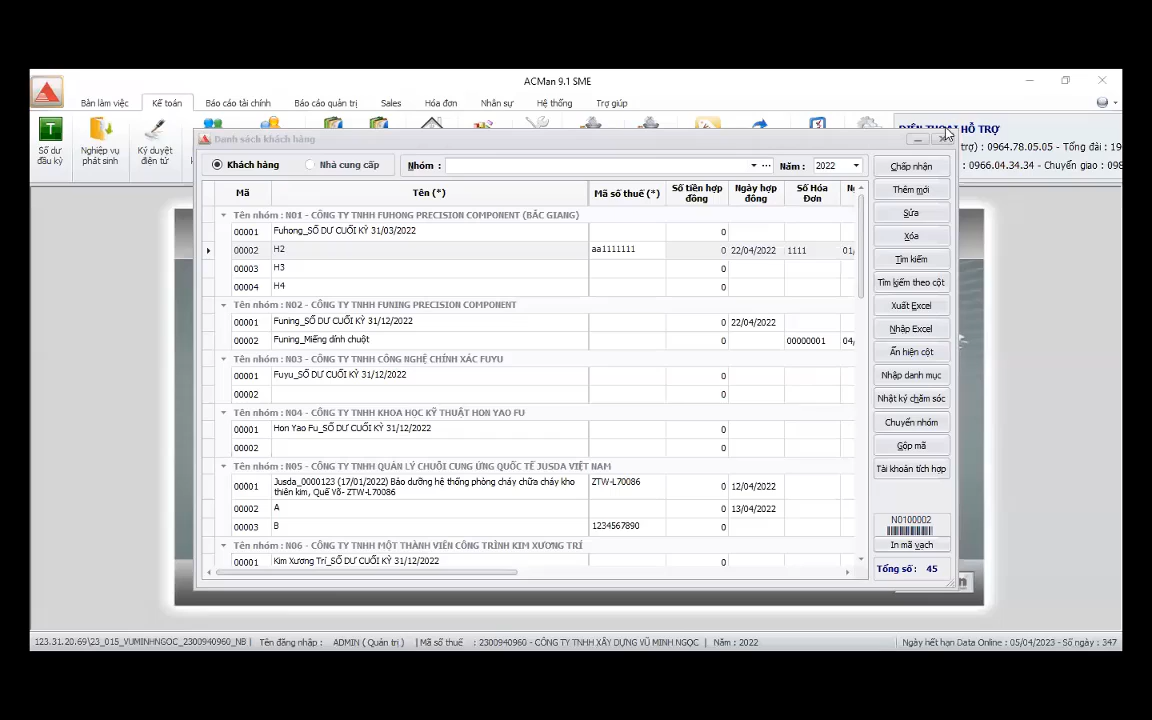 ACMan 9.1 SME
Bàn làm việc Kế toán Báo cáo tài chính Báo cáo quản trị Sales Hóa đơn Nhân sự Hệ thống Trợ giúp
Số dư đầu kỳ
Nghiệp vụ phát sinh
Ký duyệt điện tử
HỖ TRỢ
trợ) : 0964.78.05.05 - Tổng đài : 19
: 0966.04.34.34 - Chuyển giao : 098
Danh sách khách hàng
Khách hàng Nhà cung cấp Nhóm : Năm : 2022
Mã Tên (*) Mã số thuế (*) Số tiền hợp đồng Ngày hợp đồng Số Hóa Đơn
Tên nhóm : N01 - CÔNG TY TNHH FUHONG PRECISION COMPONENT (BẮC GIANG)
00001 Fuhong_SỐ DƯ CUỐI KỲ 31/03/2022 0
00002 H2 aa1111111 0 22/04/2022 1111 01
00003 H3 0
00004 H4 0
Tên nhóm : N02 - CÔNG TY TNHH FUNING PRECISION COMPONENT
00001 Funing_SỐ DƯ CUỐI KỲ 31/12/2022 0 22/04/2022
00002 Funing_Miếng dính chuột 0 00000001 04
Tên nhóm : N03 - CÔNG TY TNHH CÔNG NGHỆ CHÍNH XÁC FUYU
00001 Fuyu_SỐ DƯ CUỐI KỲ 31/12/2022 0
00002 0
Tên nhóm : N04 - CÔNG TY TNHH KHOA HỌC KỸ THUẬT HON YAO FU
00001 Hon Yao Fu_SỐ DƯ CUỐI KỲ 31/12/2022 0
00002 0
Tên nhóm : N05 - CÔNG TY TNHH QUẢN LÝ CHUỖI CUNG ỨNG QUỐC TẾ JUSDA VIỆT NAM
00001 Jusda_0000123 (17/01/2022) Bảo dưỡng hệ thống phòng cháy chữa cháy kho thiên kim, Quế Võ- ZTW-L70086 ZTW-L70086 0 12/04/2022
00002 A 0 13/04/2022
00003 B 1234567890 0
Tên nhóm : N06 - CÔNG TY TNHH MỘT THÀNH VIÊN CÔNG TRÌNH KIM XƯƠNG TRÍ
00001 Kim Xương Trí_SỐ DƯ CUỐI KỲ 31/12/2022 0
Chấp nhận
Thêm mới
Sửa
Xóa
Tìm kiếm
Tìm kiếm theo cột
Xuất Excel
Nhập Excel
Ẩn hiện cột
Nhập danh mục
Nhật ký chăm sóc
Chuyển nhóm
Gộp mã
Tài khoản tích hợp
N0100002
In mã vạch
Tổng số : 45
123.31.20.69\23_015_VUMINHNGOC_2300940960_NB | Tên đăng nhập : ADMIN ( Quản trị ) | Mã số thuế : 2300940960 - CÔNG TY TNHH XÂY DỰNG VŨ MINH NGỌC | Năm : 2022 Ngày hết hạn Data Online : 05/04/2023 - Số ngày : 347